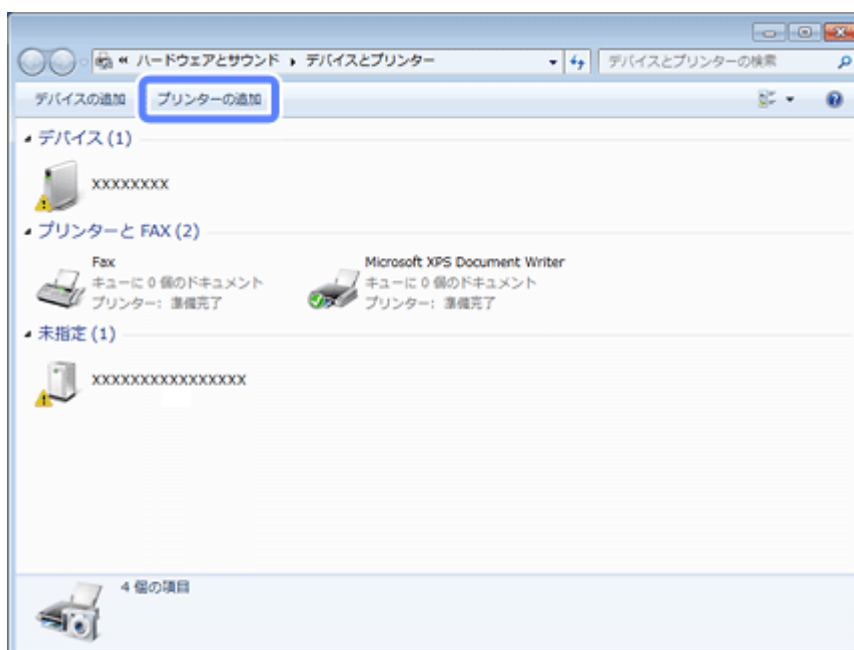 « ハードウェアとサウンド ▸ デバイスとプリンター デバイスとプリンターの検索
デバイスの追加 プリンターの追加
デバイス (1)
XXXXXXXX
プリンターと FAX (2)
Fax
キューに 0 個のドキュメント
プリンター: 準備完了
Microsoft XPS Document Writer
キューに 0 個のドキュメント
プリンター: 準備完了
未指定 (1)
XXXXXXXXXXXXXXXX
4 個の項目